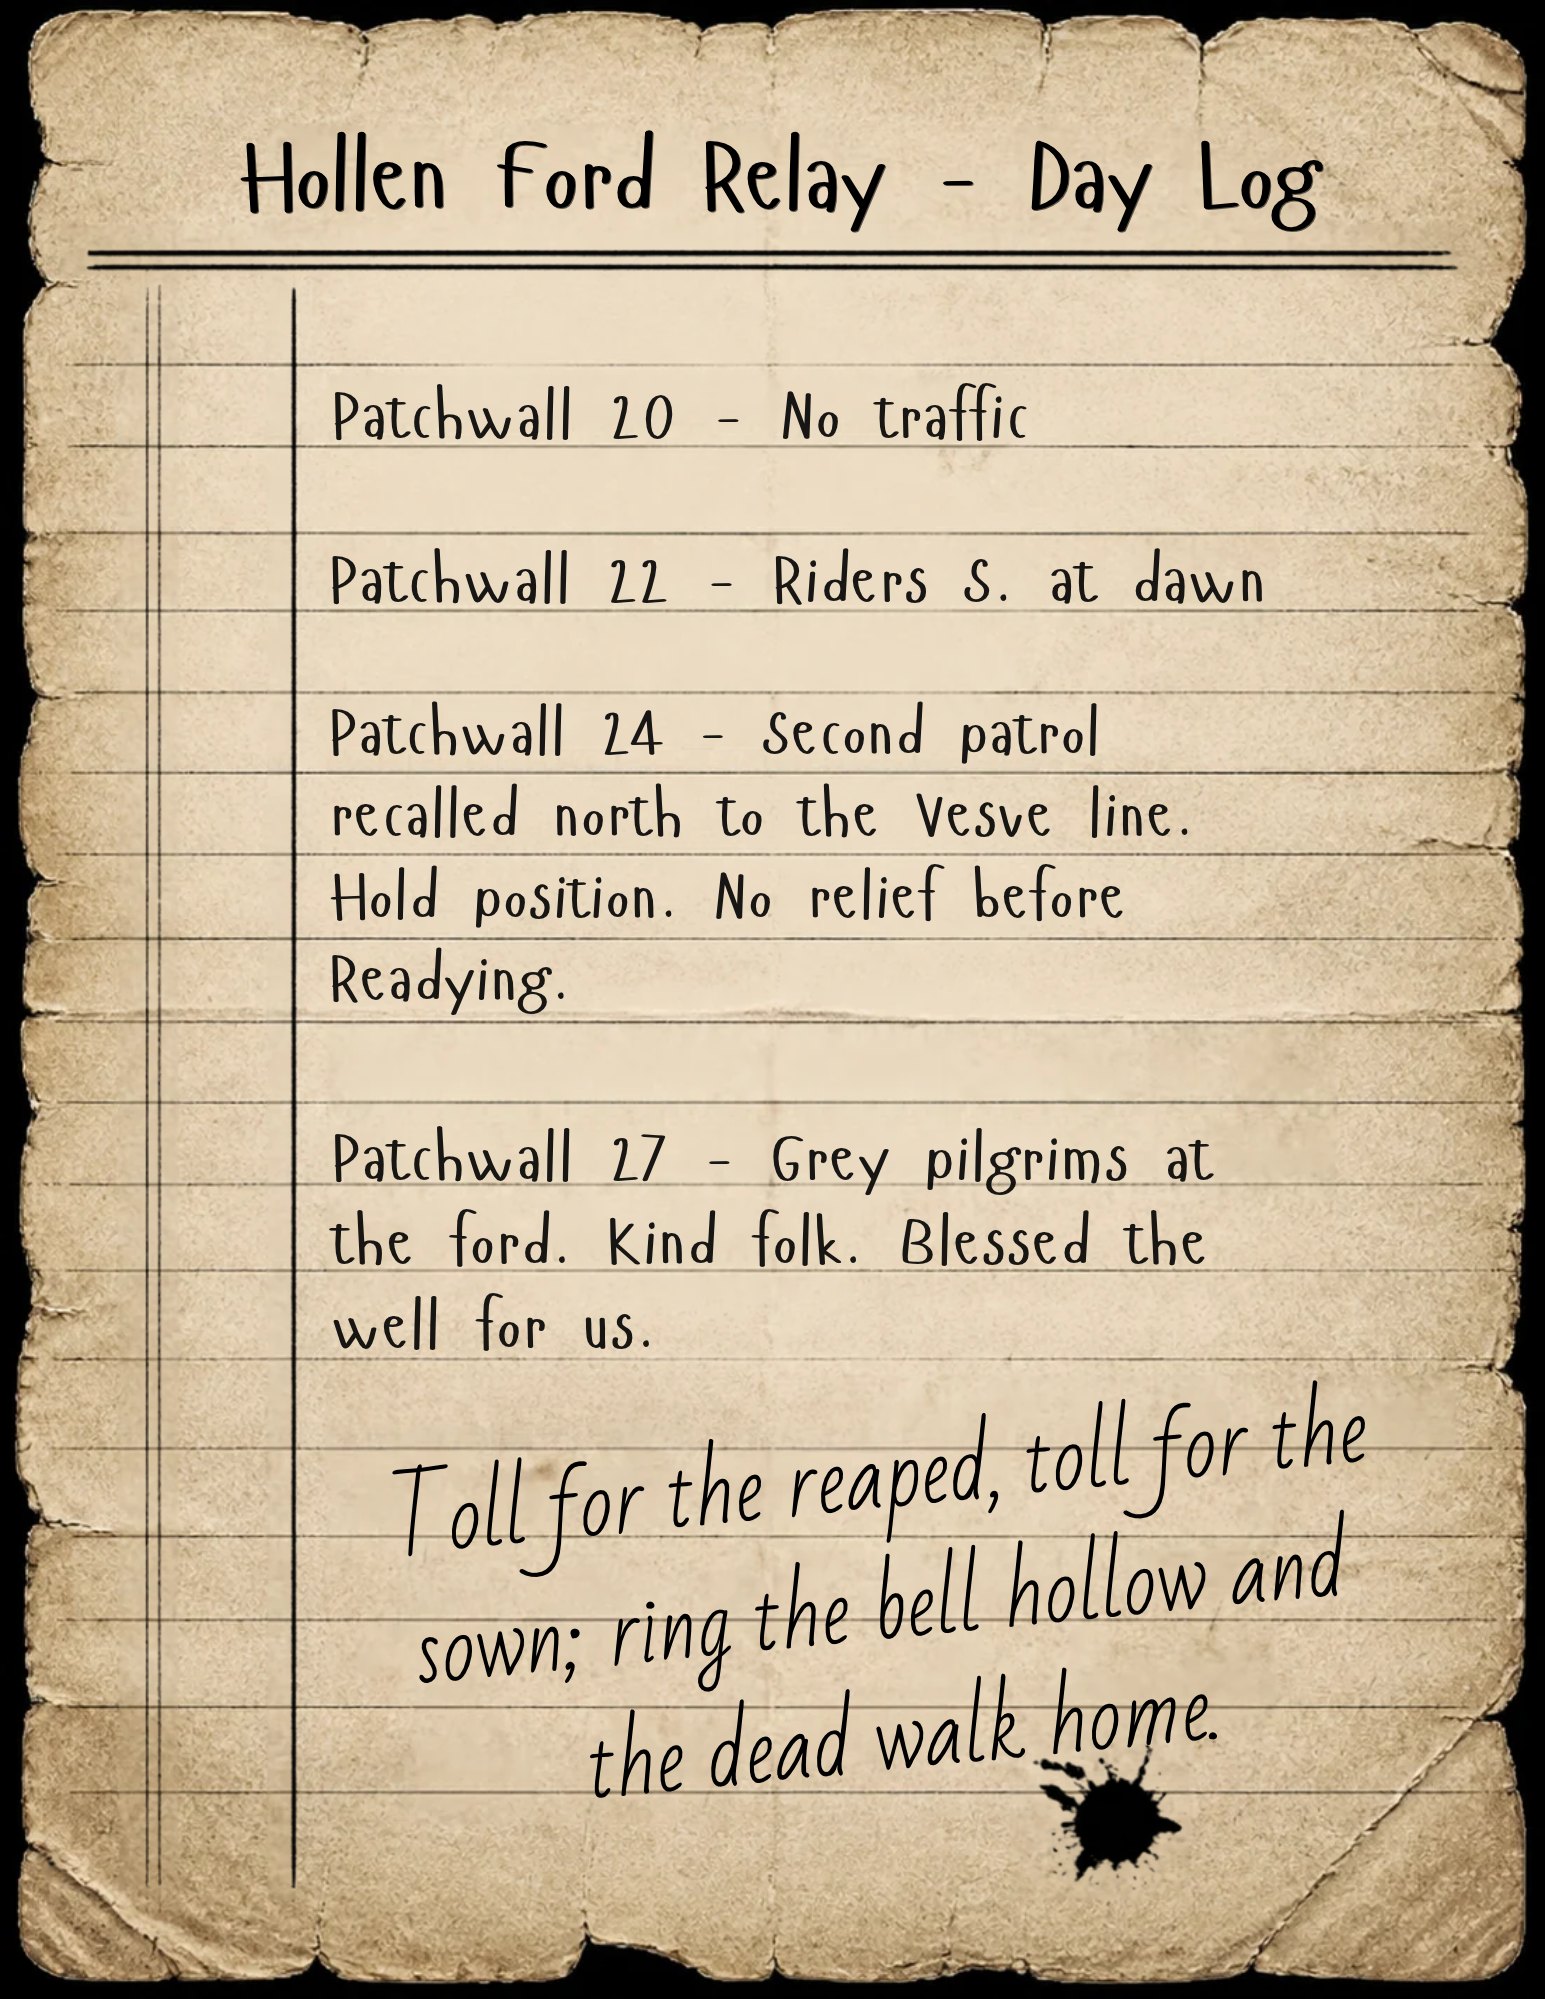 Hollen Ford Relay - Day Log
Patchwall 20 - No traffic
Patchwall 22 - Riders S. at dawn
Patchwall 24 - Second patrol
recalled north to the Vesve line.
Hold position. No relief before
Readying.
Patchwall 27 - Grey pilgrims at
the ford. Kind folk. Blessed the
well for us.
Toll for the reaped, toll for the
sown; ring the bell hollow and
the dead walk home.